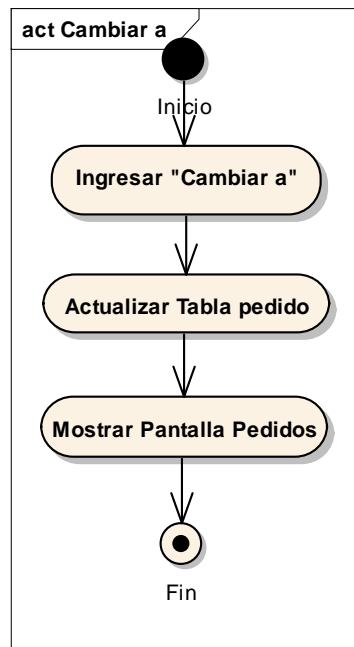 act Cambiar a
Inicio
Ingresar "Cambiar a"
Actualizar Tabla pedido
Mostrar Pantalla Pedidos
Fin